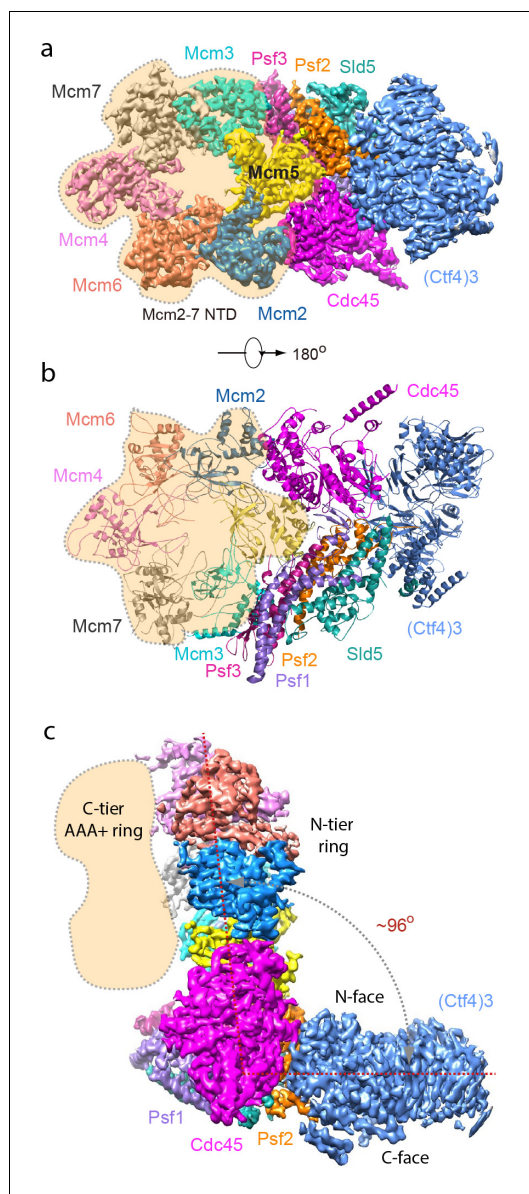 a
Mcm3
Psf3
Psf2
Sld5
Mcm7
Mcm5
Mcm4
Mcm6
Mcm2-7 NTD
Mcm2
Cdc45
(Ctf4)3
180o
b
Mcm2
Cdc45
Mcm6
Mcm4
Mcm7
Mcm3
Psf3
Psf2
Psf1
Sld5
(Ctf4)3
c
C-tier
AAA+ ring
N-tier
ring
~96o
N-face
(Ctf4)3
Psf1
Cdc45
Psf2
C-face